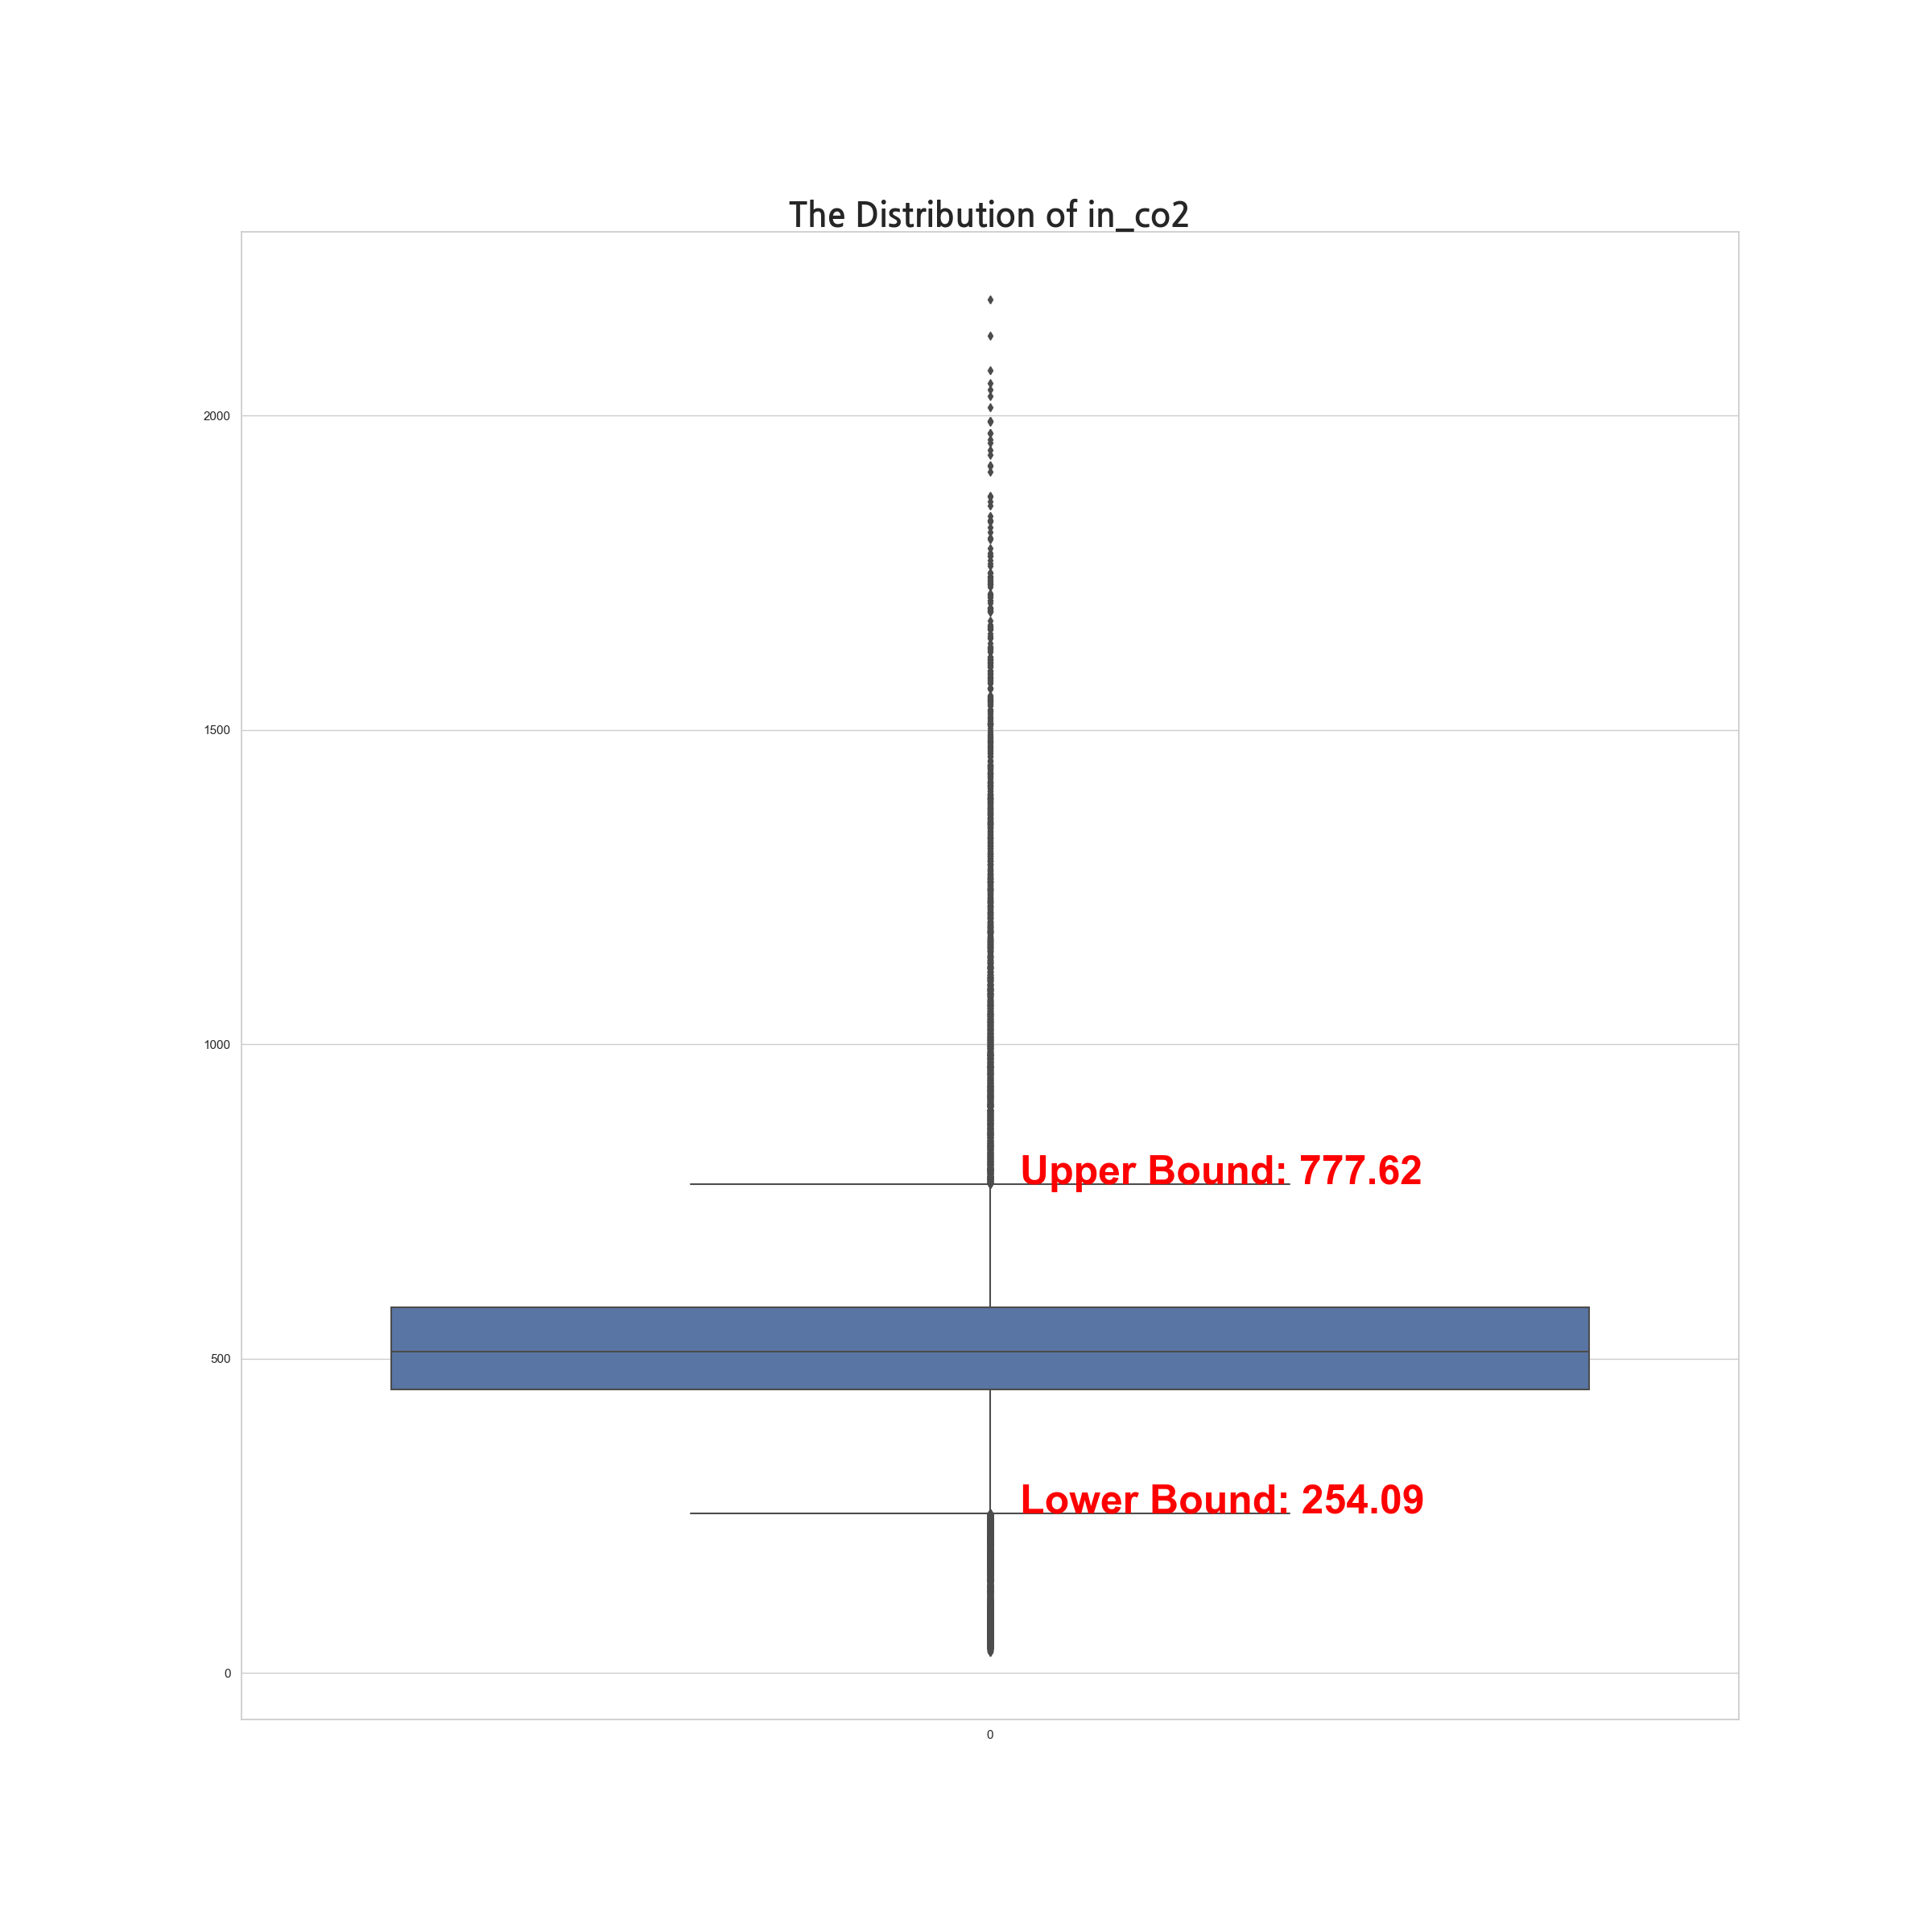 The Distribution of in_co2
2000
1500
1000
Upper Bound: 777.62
500
Lower Bound: 254.09
0
0